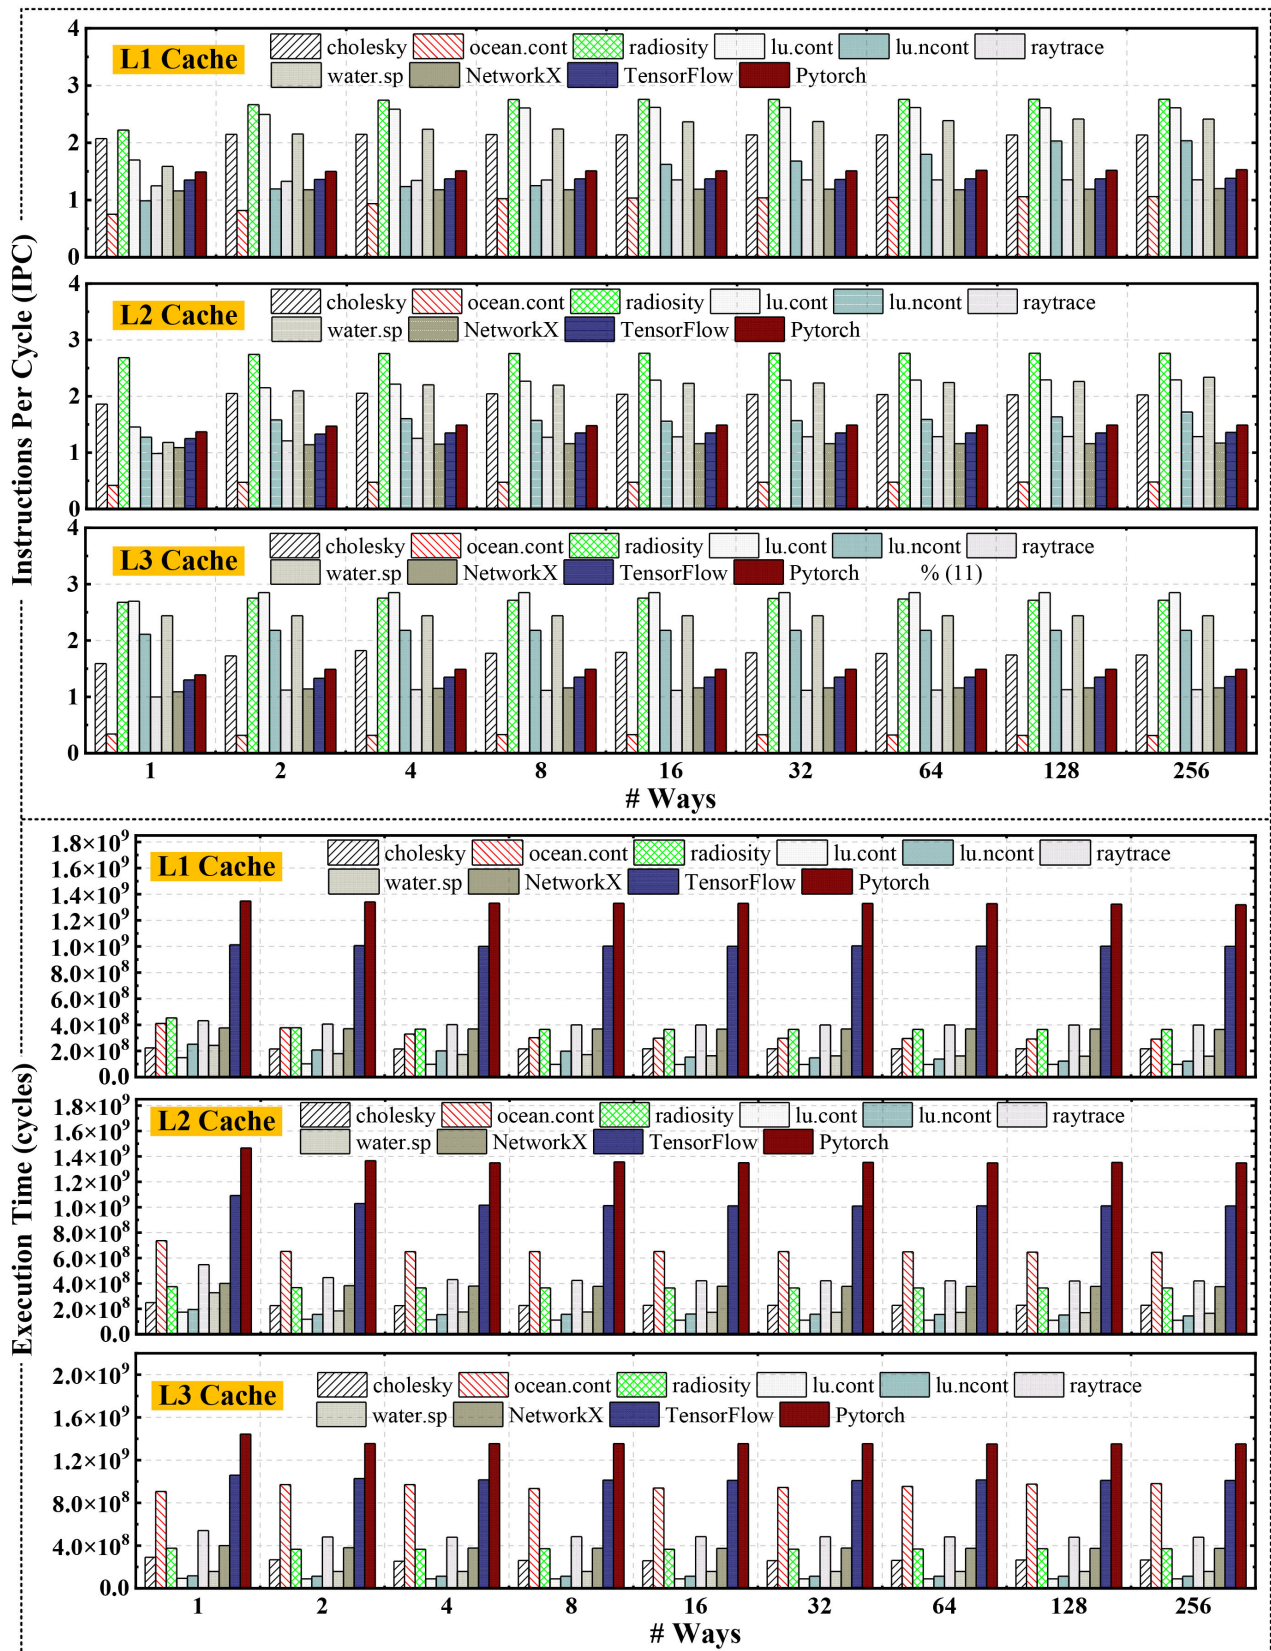 Instructions Per Cycle (IPC)
L1 Cache
cholesky ocean.cont radiosity lu.cont lu.ncont raytrace
water.sp NetworkX TensorFlow Pytorch
4
3
2
1
0
L2 Cache
cholesky ocean.cont radiosity lu.cont lu.ncont raytrace
water.sp NetworkX TensorFlow Pytorch
4
3
2
1
0
L3 Cache
cholesky ocean.cont radiosity lu.cont lu.ncont raytrace
water.sp NetworkX TensorFlow Pytorch % (11)
4
3
2
1
0
1 2 4 8 16 32 64 128 256
# Ways
Execution Time (cycles)
L1 Cache
cholesky ocean.cont radiosity lu.cont lu.ncont raytrace
water.sp NetworkX TensorFlow Pytorch
1.8×10⁹
1.6×10⁹
1.4×10⁹
1.2×10⁹
1.0×10⁹
8.0×10⁸
6.0×10⁸
4.0×10⁸
2.0×10⁸
0.0
L2 Cache
cholesky ocean.cont radiosity lu.cont lu.ncont raytrace
water.sp NetworkX TensorFlow Pytorch
1.8×10⁹
1.6×10⁹
1.4×10⁹
1.2×10⁹
1.0×10⁹
8.0×10⁸
6.0×10⁸
4.0×10⁸
2.0×10⁸
0.0
L3 Cache
cholesky ocean.cont radiosity lu.cont lu.ncont raytrace
water.sp NetworkX TensorFlow Pytorch
2.0×10⁹
1.6×10⁹
1.2×10⁹
8.0×10⁸
4.0×10⁸
0.0
1 2 4 8 16 32 64 128 256
# Ways